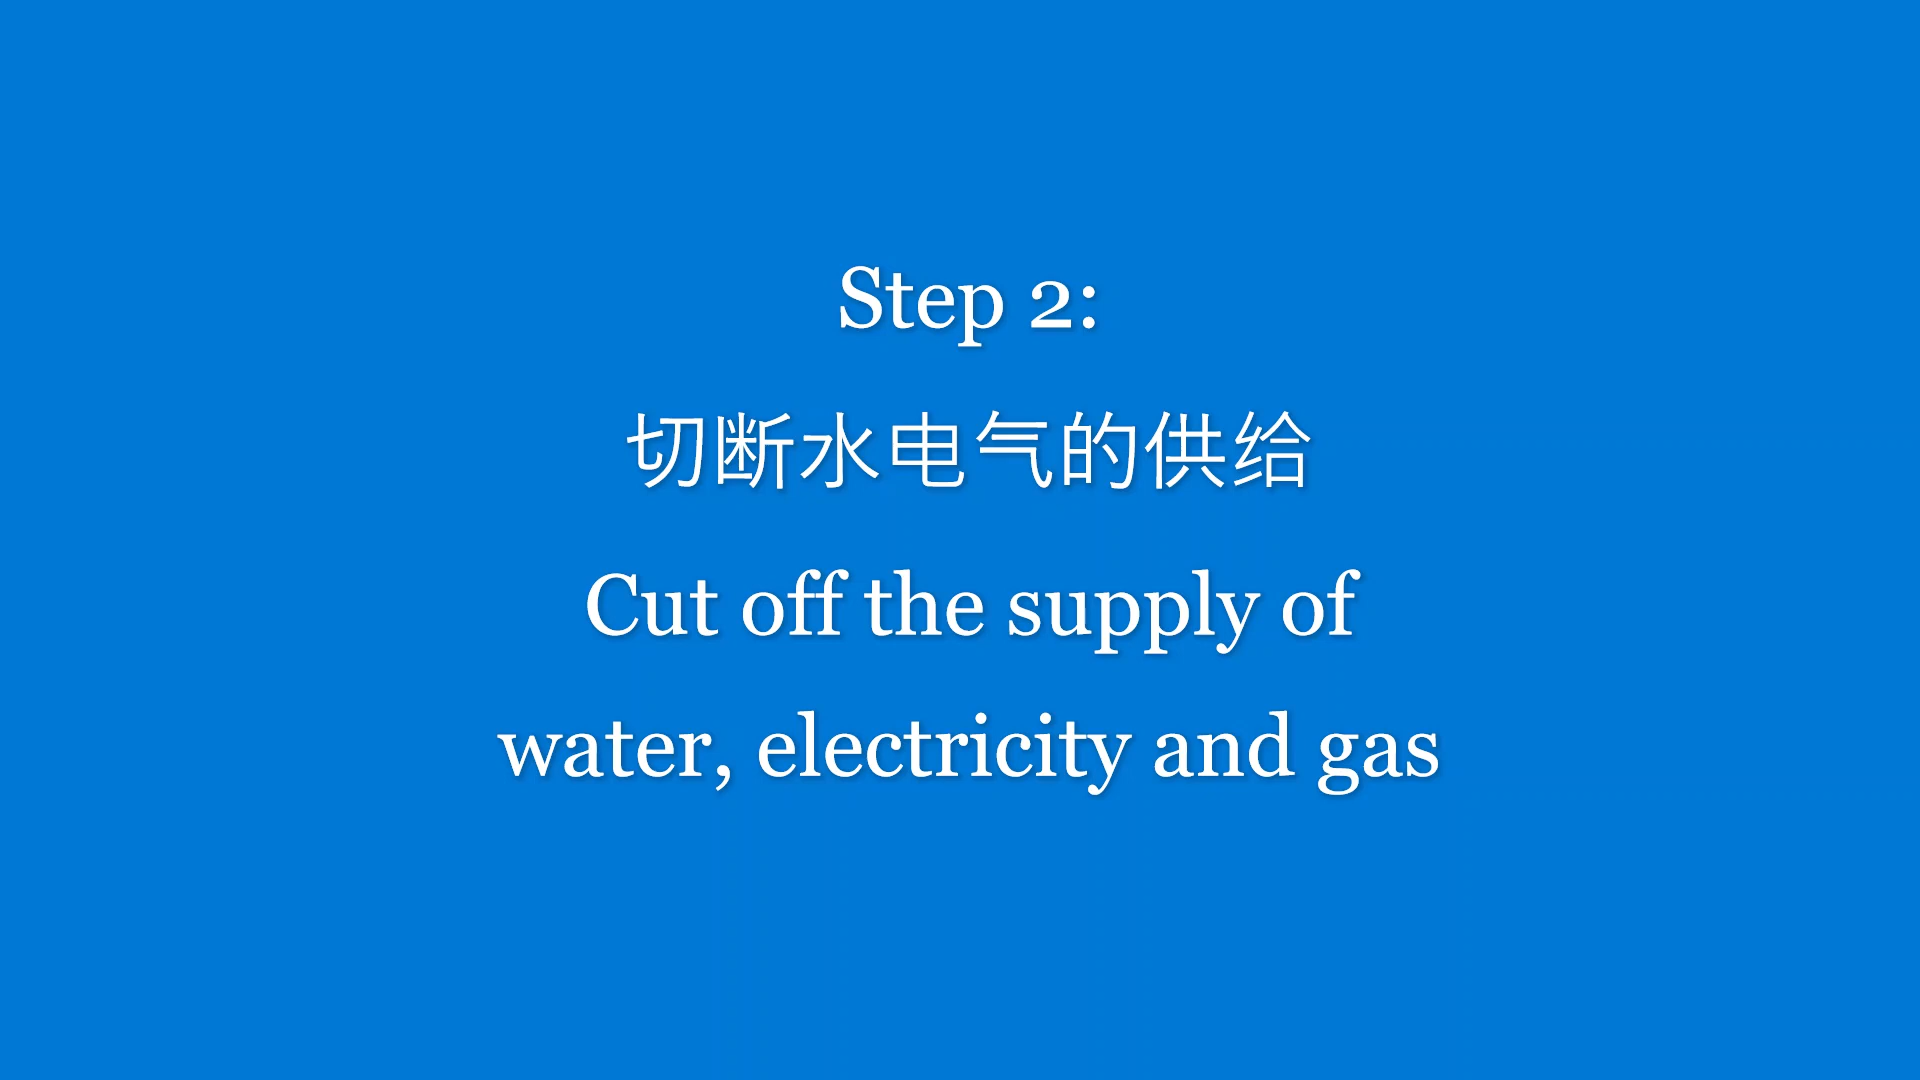 Step 2:
切断水电气的供给
Cut off the supply of
water, electricity and gas